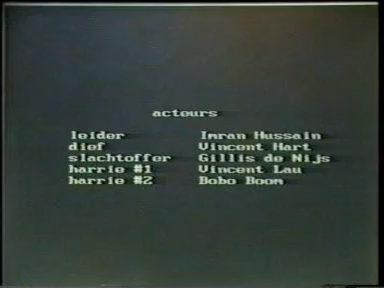 acteurs
leider Imran Hussain
dief Vincent Hart
slachtoffer Gillis de Nijs
harrie #1 Vincent Lau
harrie #2 Bobo Boom